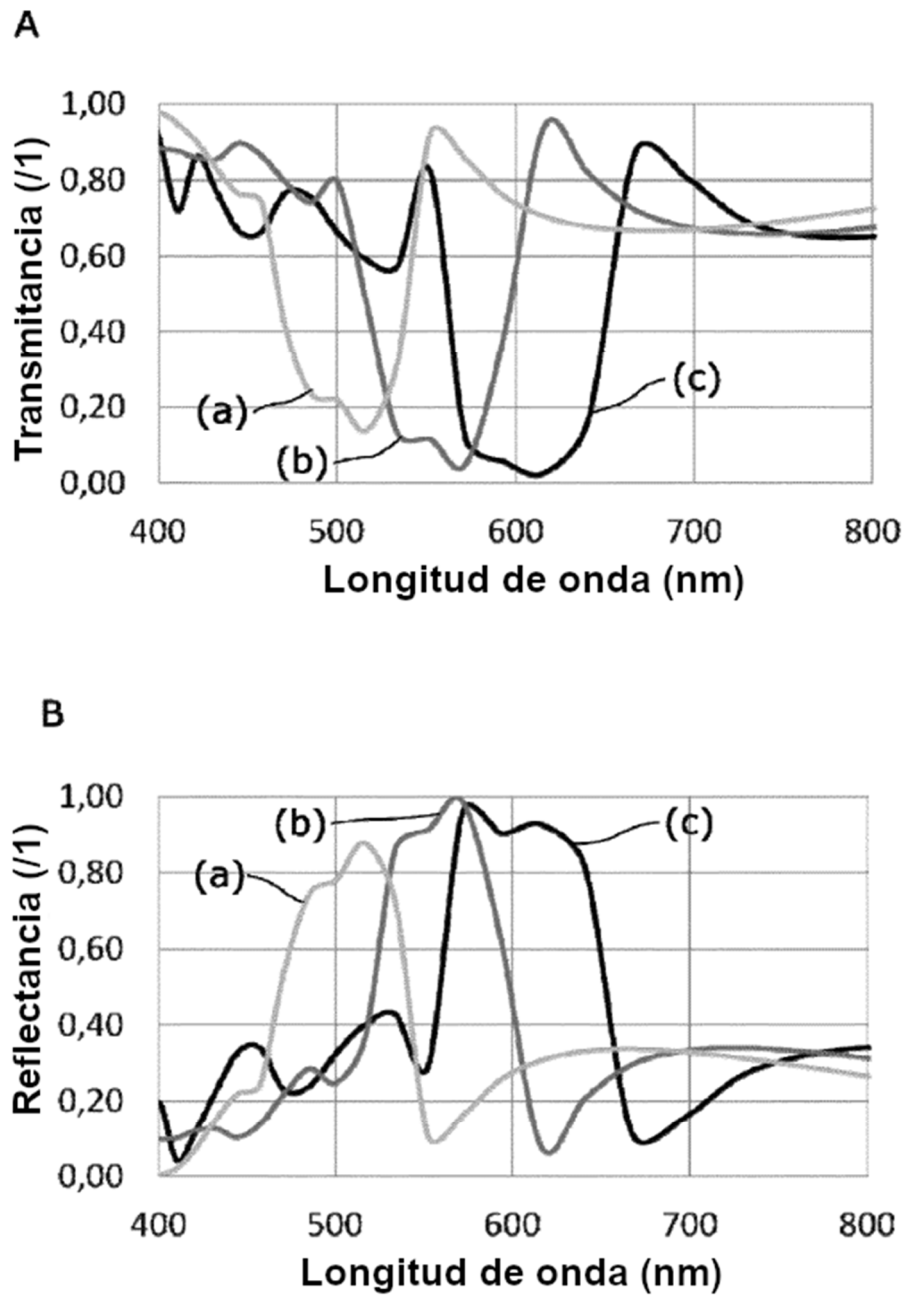 A
Transmitancia (/1)
1,00
0,80
0,60
0,40
0,20
0,00
(a)
(b)
(c)
400 500 600 700 800
Longitud de onda (nm)
B
Reflectancia (/1)
1,00
0,80
0,60
0,40
0,20
0,00
(b)
(c)
(a)
400 500 600 700 800
Longitud de onda (nm)